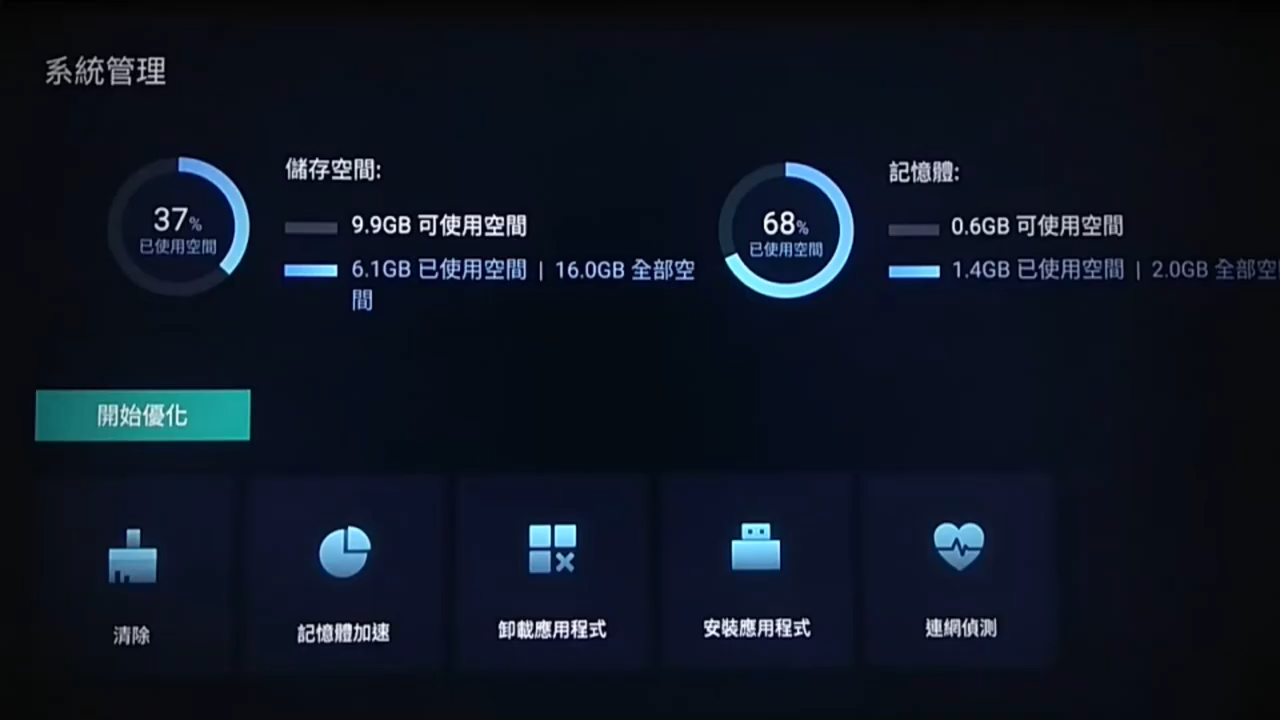 系統管理
儲存空間:
37%
已使用空間
9.9GB 可使用空間
6.1GB 已使用空間 | 16.0GB 全部空
間
記憶體:
68%
已使用空間
0.6GB 可使用空間
1.4GB 已使用空間 | 2.0GB 全部空
開始優化
清除
記憶體加速
卸載應用程式
安裝應用程式
連網偵測